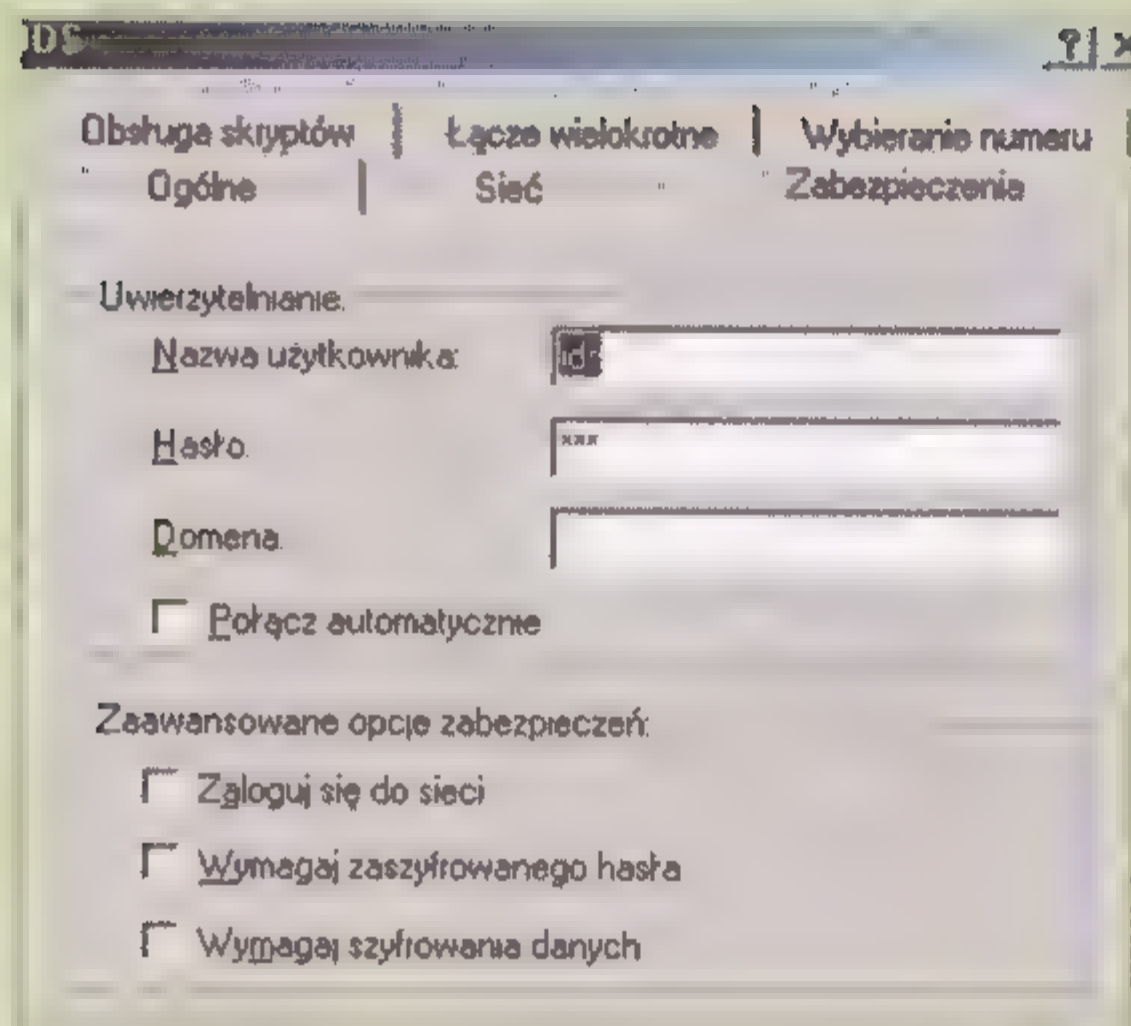 IDS
Obsługa skryptów | Łącze wielokrotne | Wybieranie numeru
Ogólne | Sieć Zabezpieczenia
Uwierzytelnianie:
Nazwa użytkownika:
Hasło: ***
Domena:
Połącz automatycznie
Zaawansowane opcje zabezpieczeń:
Zaloguj się do sieci
Wymagaj zaszyfrowanego hasła
Wymagaj szyfrowania danych